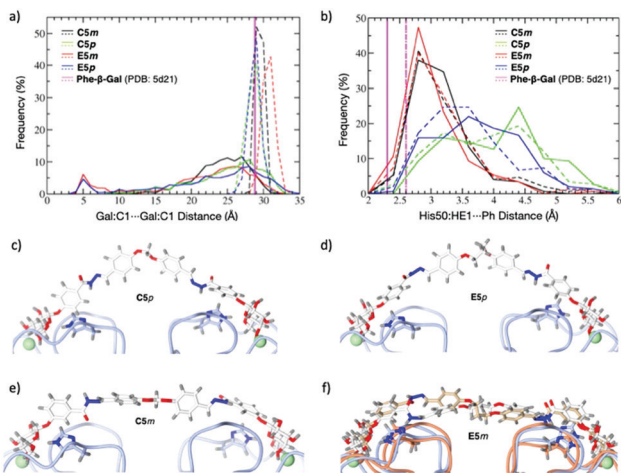 a)
Frequency (%)
50
40
30
20
10
0
0 5 10 15 20 25 30 35
Gal:C1···Gal:C1 Distance (Å)
C5m
C5p
E5m
E5p
Phe-β-Gal (PDB: 5d21)
b)
Frequency (%)
50
40
30
20
10
0
2 2.5 3 3.5 4 4.5 5 5.5 6
His50:HE1···Ph Distance (Å)
C5m
C5p
E5m
E5p
Phe-β-Gal (PDB: 5d21)
c)
C5p
d)
E5p
e)
C5m
f)
E5m